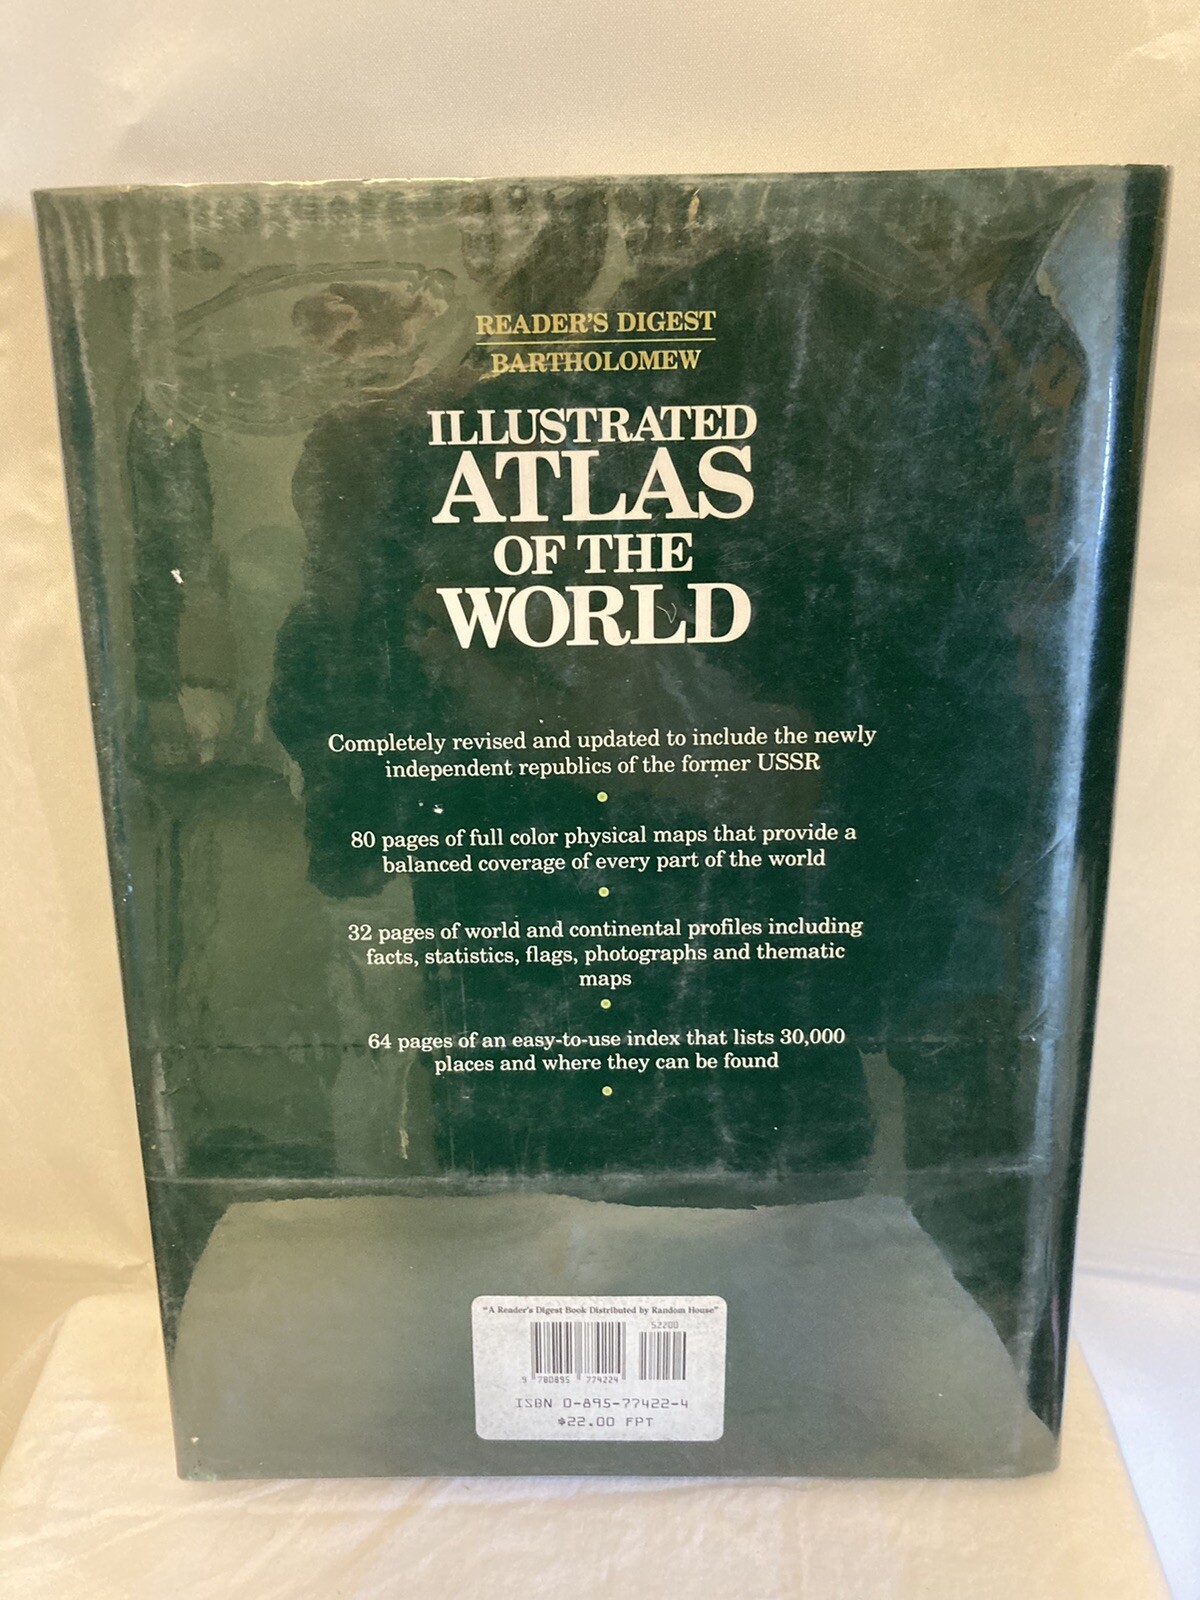 READER'S DIGEST
BARTHOLOMEW
ILLUSTRATED
ATLAS
OF THE
WORLD
Completely revised and updated to include the newly
independent republics of the former USSR
80 pages of full color physical maps that provide a
balanced coverage of every part of the world
32 pages of world and continental profiles including
facts, statistics, flags, photographs and thematic
maps
64 pages of an easy-to-use index that lists 30,000
places and where they can be found
"A Reader's Digest Book Distributed by Random House"
52200
9 780895 774224
ISBN 0-895-77422-4
$22.00 FPT